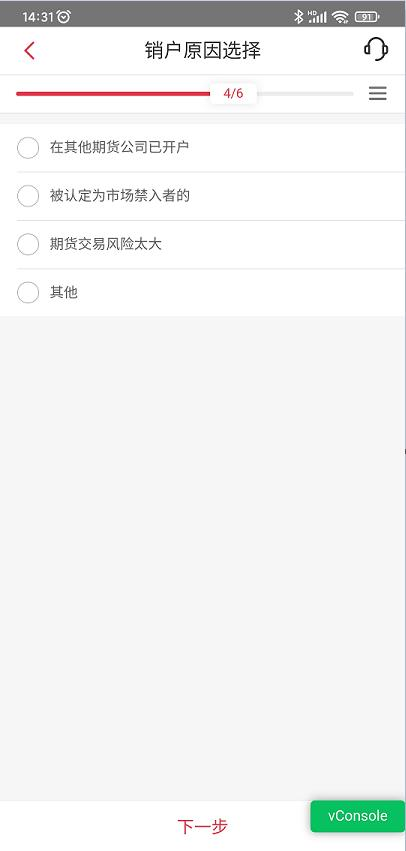 14:31
HD
91
销户原因选择
4/6
在其他期货公司已开户
被认定为市场禁入者的
期货交易风险太大
其他
下一步
vConsole